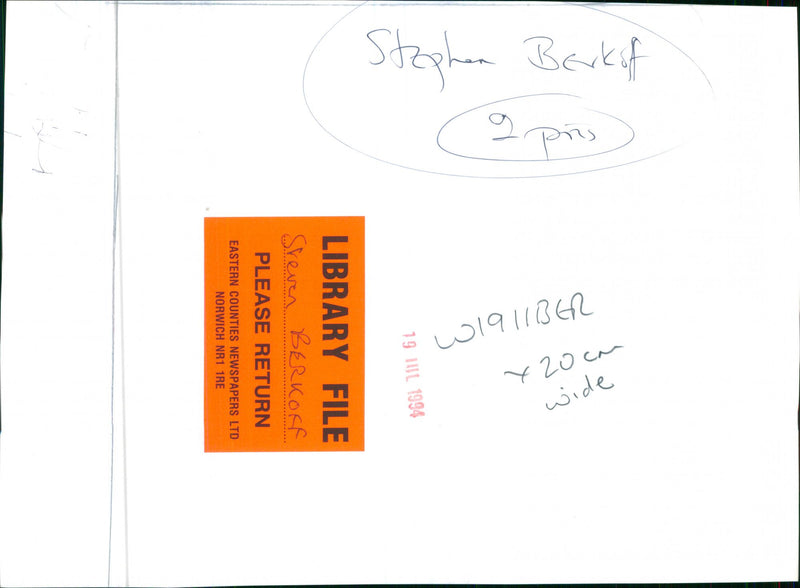 Stephen Berkoff
2 pics
LIBRARY FILE
Steven BERKOFF
PLEASE RETURN
EASTERN COUNTIES NEWSPAPERS LTD
NORWICH NR1 1RE
19 JUL 1994
W1911BER
x 20 cm
wide